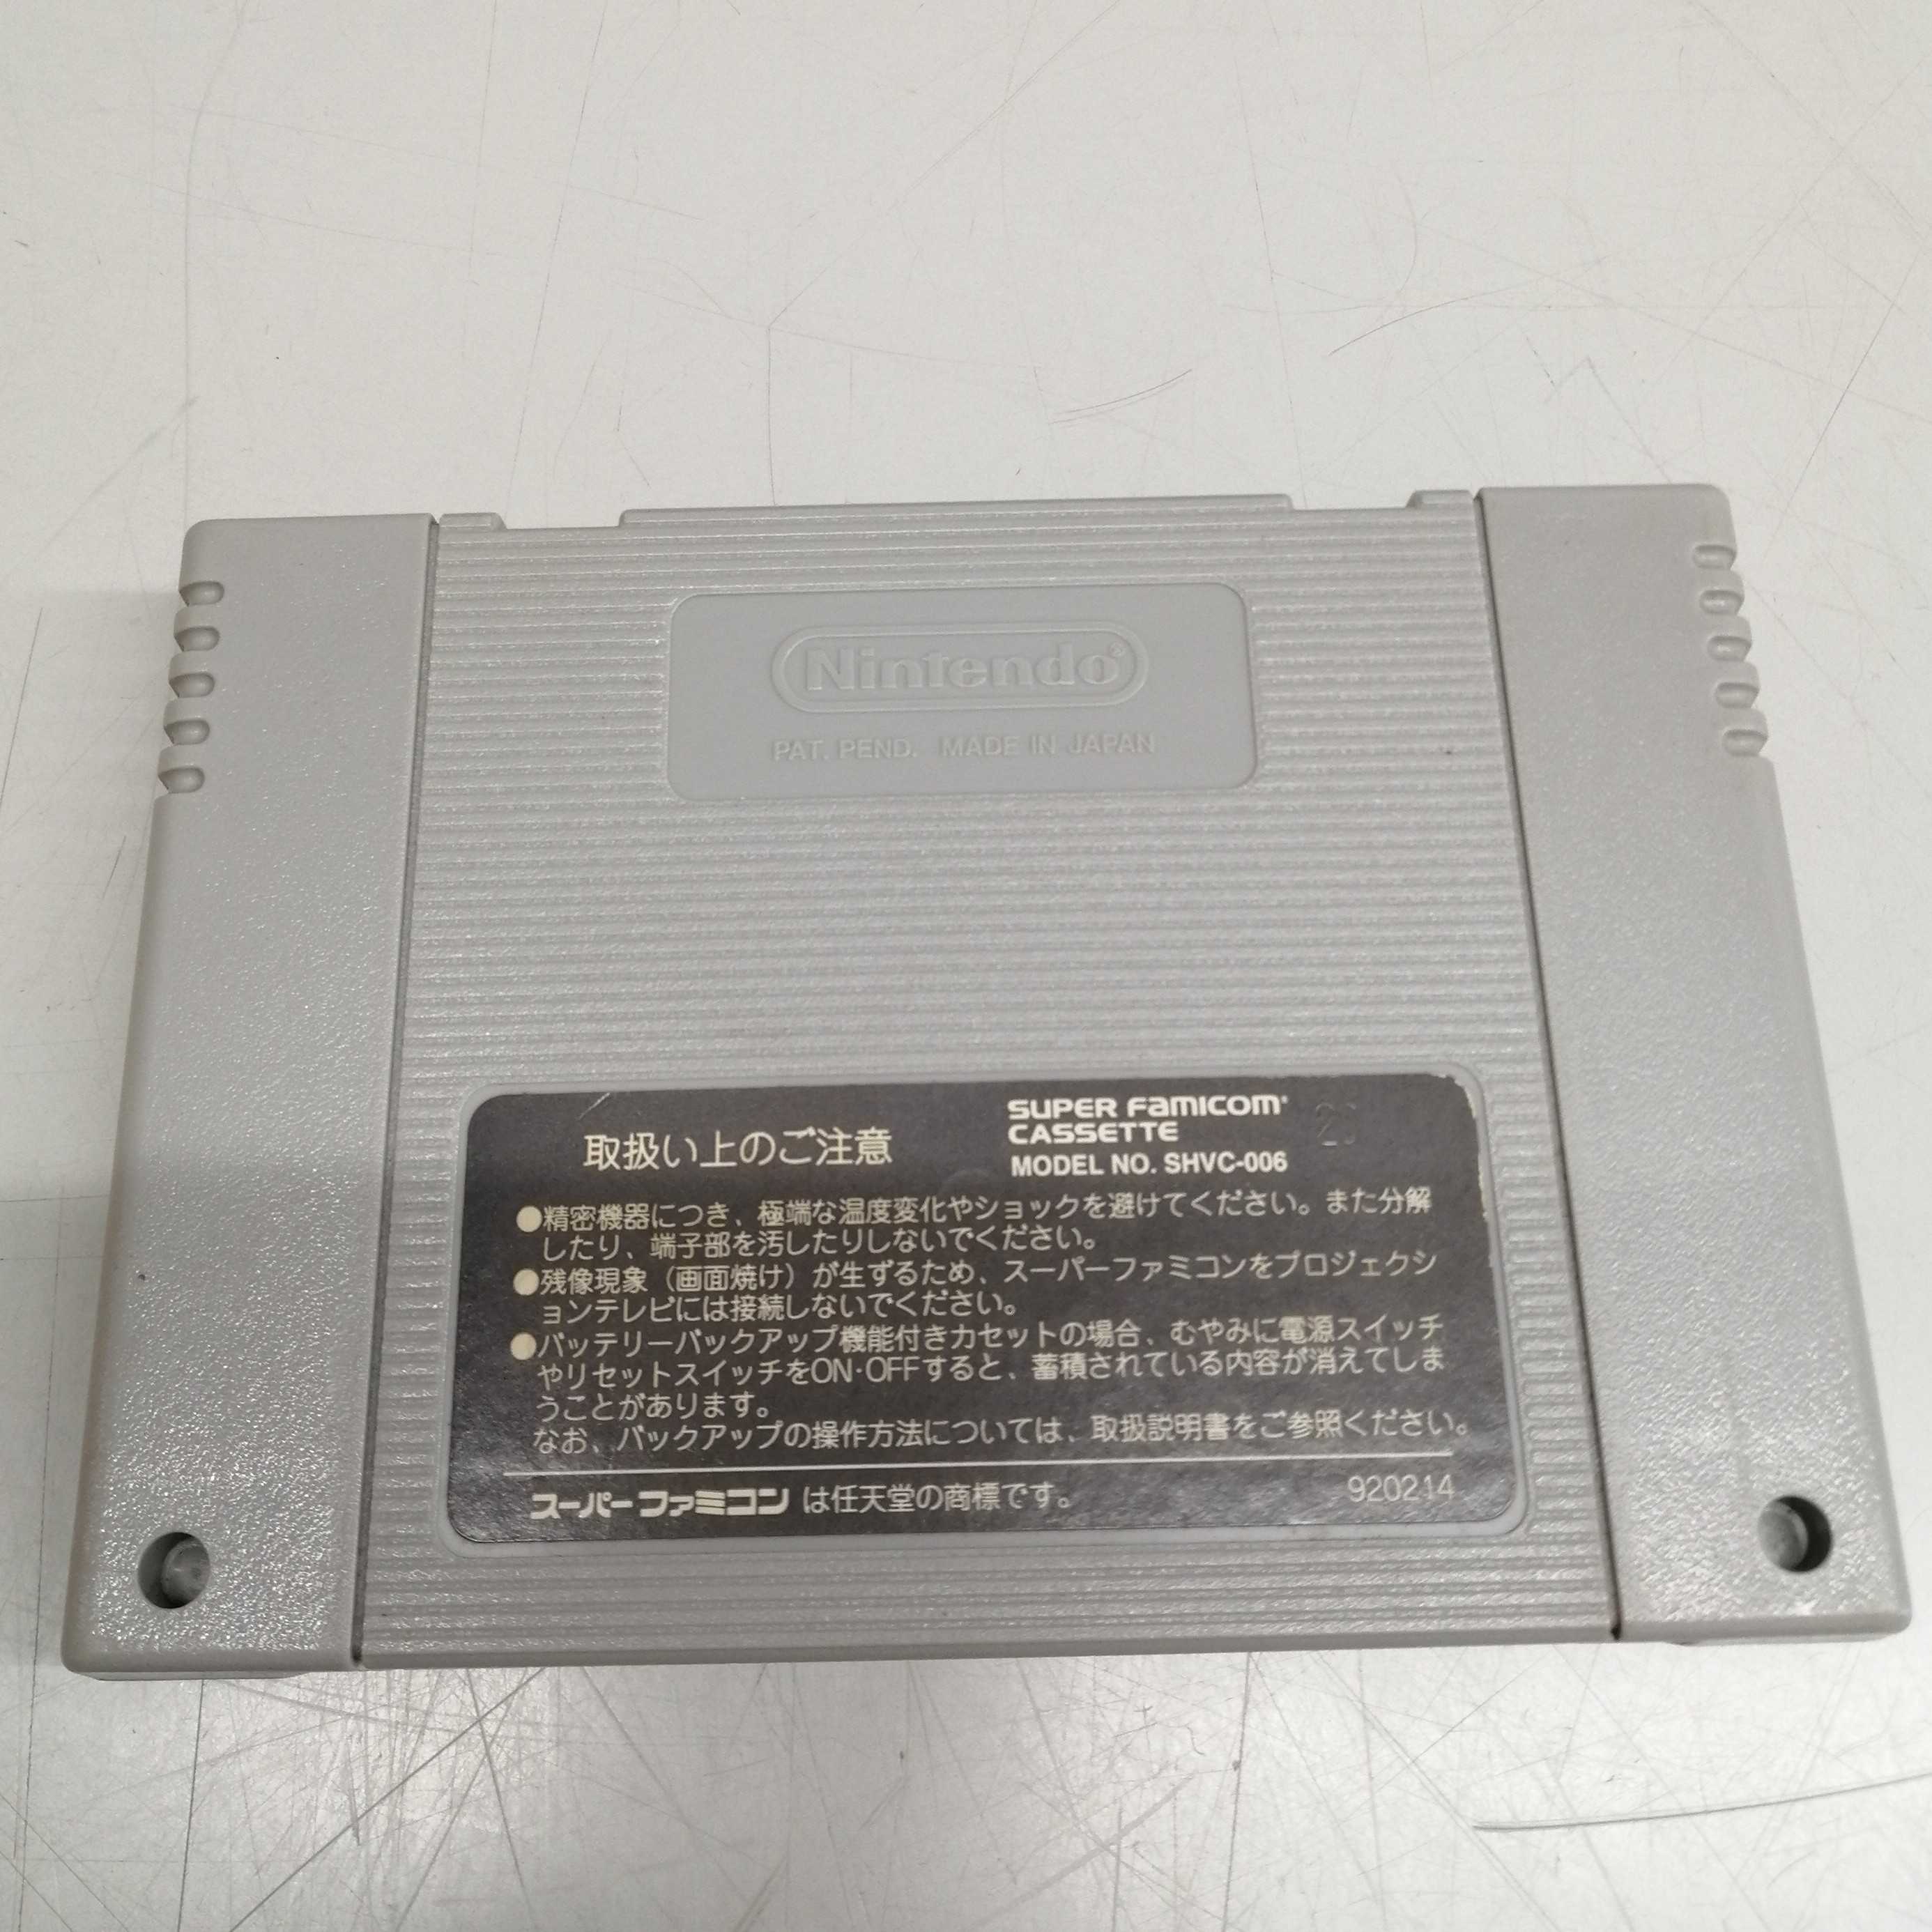 Nintendo®
PAT. PEND. MADE IN JAPAN
取扱い上のご注意
SUPER FAMICOM
CASSETTE
MODEL NO. SHVC-006
●精密機器につき、極端な温度変化やショックを避けてください。また分解
したり、端子部を汚したりしないでください。
●残像現象（画面焼け）が生ずるため、スーパーファミコンをプロジェクシ
ョンテレビには接続しないでください。
●バッテリーバックアップ機能付きカセットの場合、むやみに電源スイッチ
やリセットスイッチをON·OFFすると、蓄積されている内容が消えてしま
うことがあります。
なお、バックアップの操作方法については、取扱説明書をご参照ください。
スーパーファミコン は任天堂の商標です。
920214